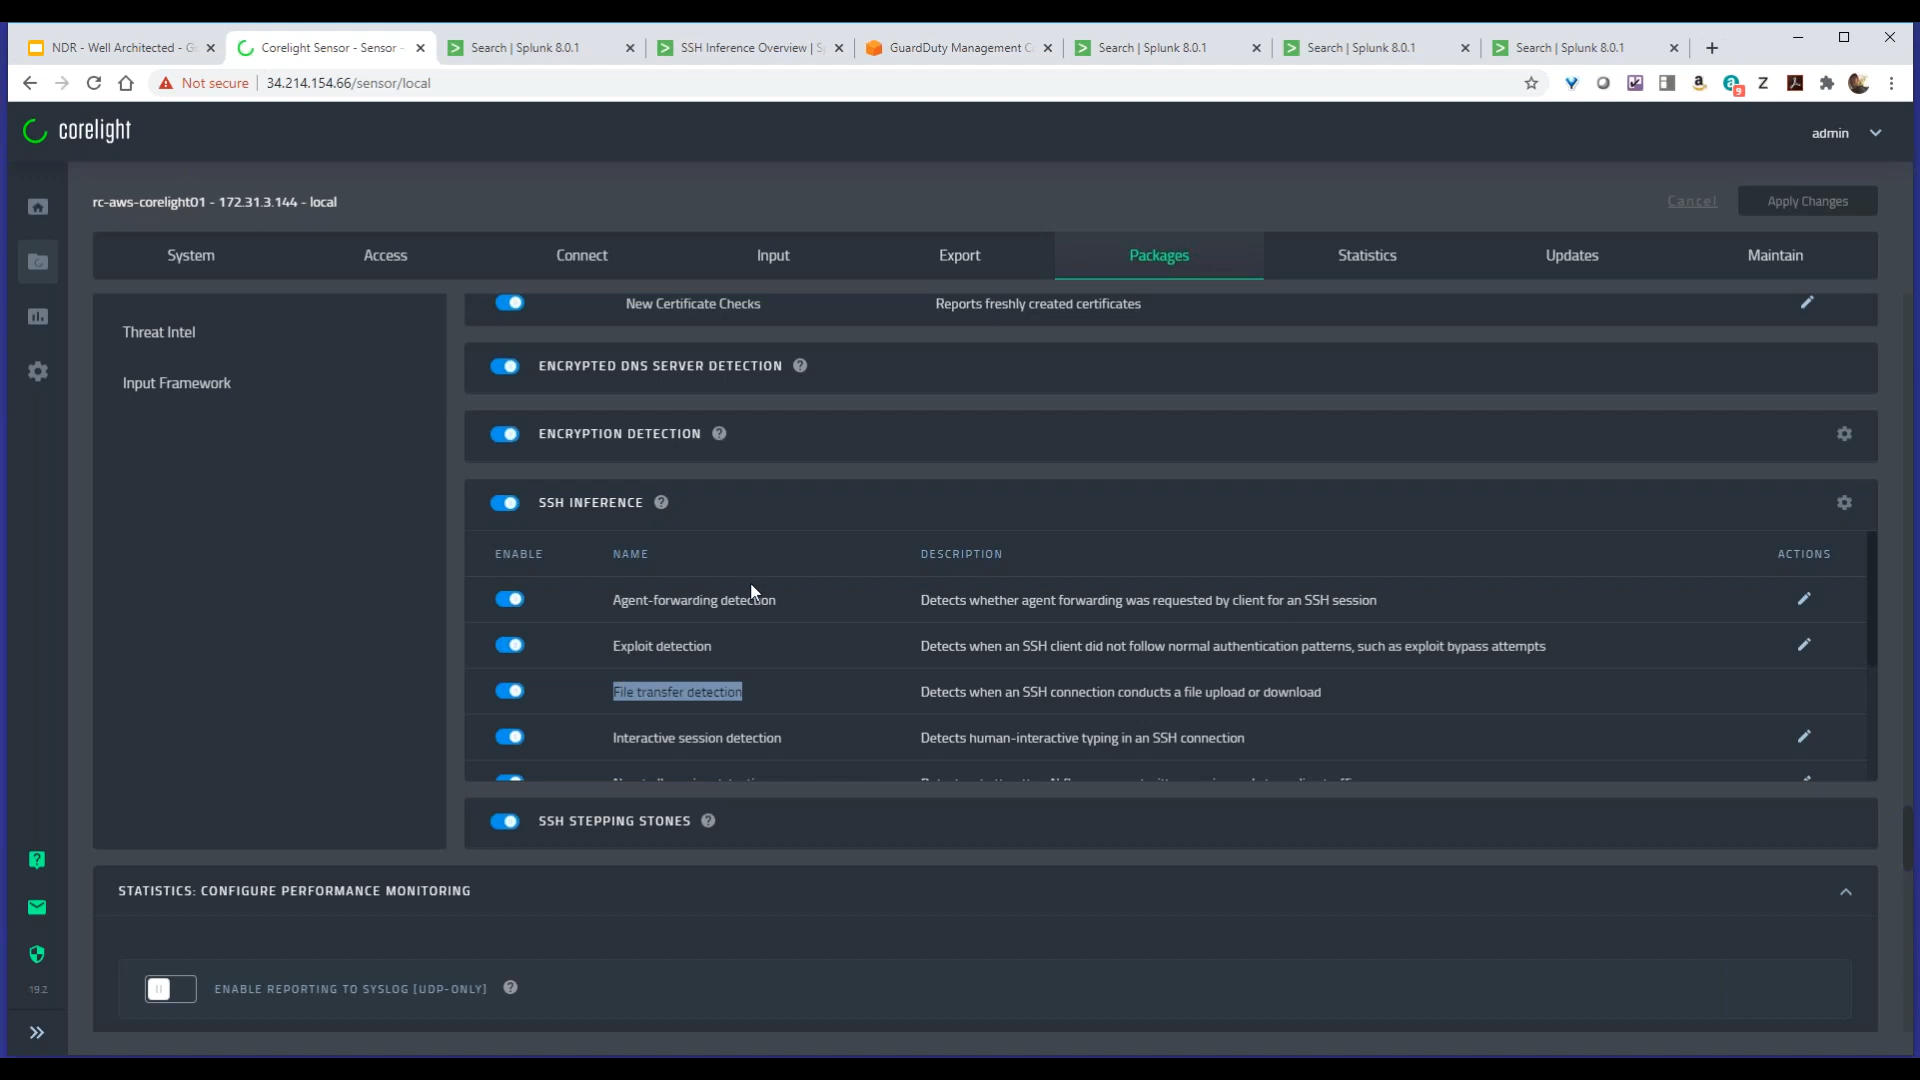 NDR - Well Architected - G
Corelight Sensor - Sensor -
Search | Splunk 8.0.1
SSH Inference Overview | S
GuardDuty Management C
Search | Splunk 8.0.1
Search | Splunk 8.0.1
Search | Splunk 8.0.1
Not secure
34.214.154.66/sensor/local
9
corelight
admin
rc-aws-corelight01 - 172.31.3.144 - local
Cancel
Apply Changes
System
Access
Connect
Input
Export
Packages
Statistics
Updates
Maintain
Threat Intel
Input Framework
New Certificate Checks
Reports freshly created certificates
ENCRYPTED DNS SERVER DETECTION ?
ENCRYPTION DETECTION ?
SSH INFERENCE ?
ENABLE
NAME
DESCRIPTION
ACTIONS
Agent-forwarding detection
Detects whether agent forwarding was requested by client for an SSH session
Exploit detection
Detects when an SSH client did not follow normal authentication patterns, such as exploit bypass attempts
File transfer detection
Detects when an SSH connection conducts a file upload or download
Interactive session detection
Detects human-interactive typing in an SSH connection
SSH STEPPING STONES ?
STATISTICS: CONFIGURE PERFORMANCE MONITORING
ENABLE REPORTING TO SYSLOG [UDP-ONLY] ?
19.2